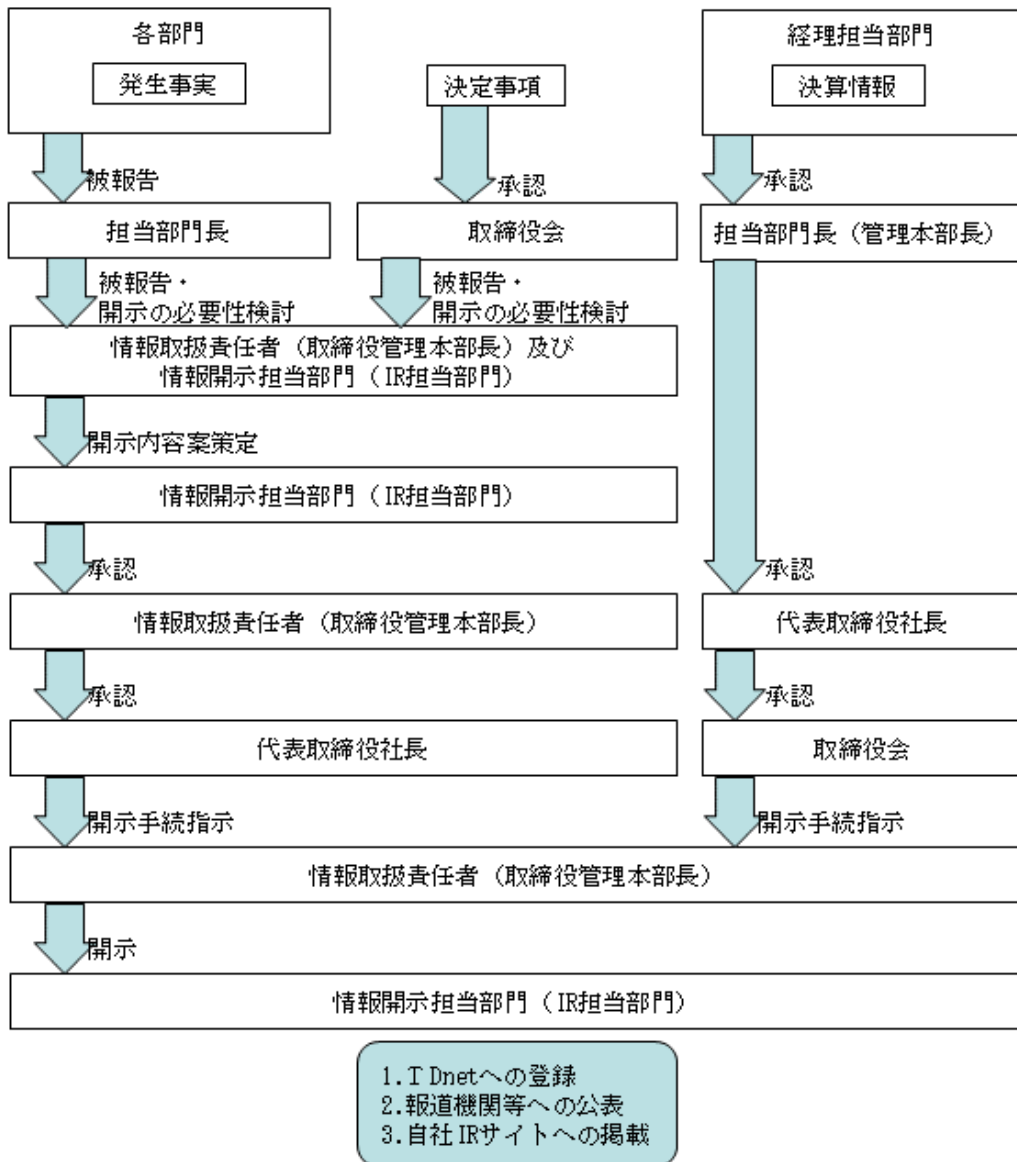 各部門
発生事実
決定事項
経理担当部門
決算情報
被報告
承認
承認
担当部門長
取締役会
担当部門長（管理本部長）
被報告・
開示の必要性検討
被報告・
開示の必要性検討
情報取扱責任者（取締役管理本部長）及び
情報開示担当部門（IR担当部門）
開示内容案策定
情報開示担当部門（IR担当部門）
承認
承認
情報取扱責任者（取締役管理本部長）
代表取締役社長
承認
承認
代表取締役社長
取締役会
開示手続指示
開示手続指示
情報取扱責任者（取締役管理本部長）
開示
情報開示担当部門（IR担当部門）
1.TDnetへの登録
2.報道機関等への公表
3.自社IRサイトへの掲載